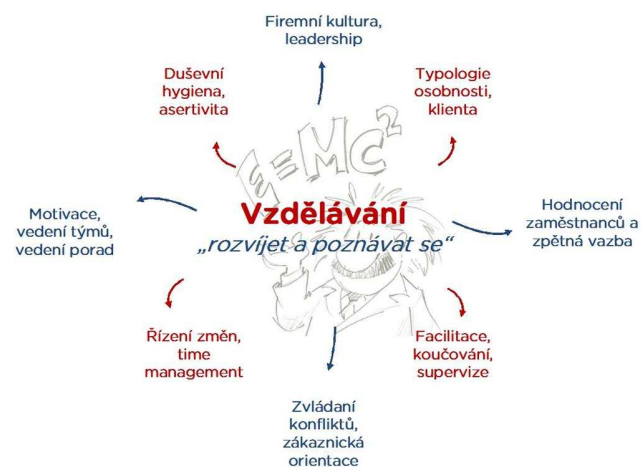 Firemní kultura,
leadership
Duševní
hygiena,
asertivita
Typologie
osobnosti,
klienta
E=MC²
Motivace,
vedení týmů,
vedení porad
Vzdělávání
„rozvíjet a poznávat se“
Hodnocení
zaměstnanců a
zpětná vazba
Řízení změn,
time
management
Facilitace,
koučování,
supervize
Zvládaní
konfliktů,
zákaznická
orientace